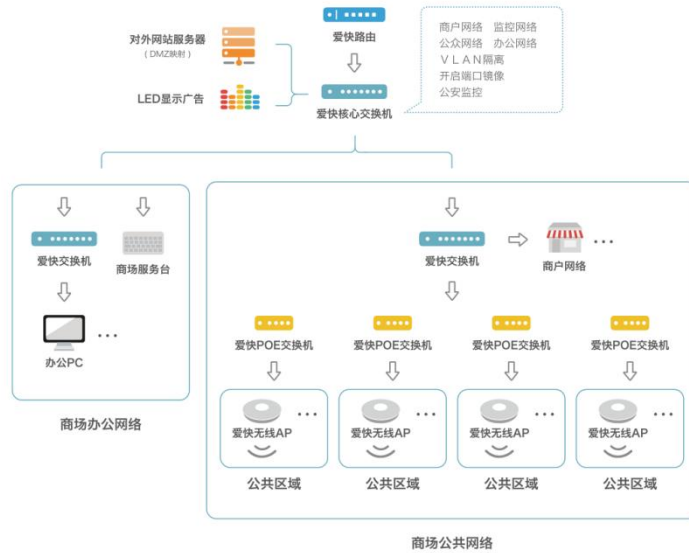 爱快路由
对外网站服务器
（DMZ映射）
LED显示广告
爱快核心交换机
商户网络 监控网络
公众网络 办公网络
VLAN隔离
开启端口镜像
公安监控
爱快交换机
商场服务台
办公PC
...
商场办公网络
爱快交换机
商户网络
...
爱快POE交换机
爱快POE交换机
爱快POE交换机
爱快POE交换机
...
爱快无线AP
...
爱快无线AP
...
爱快无线AP
...
爱快无线AP
公共区域
公共区域
公共区域
公共区域
商场公共网络